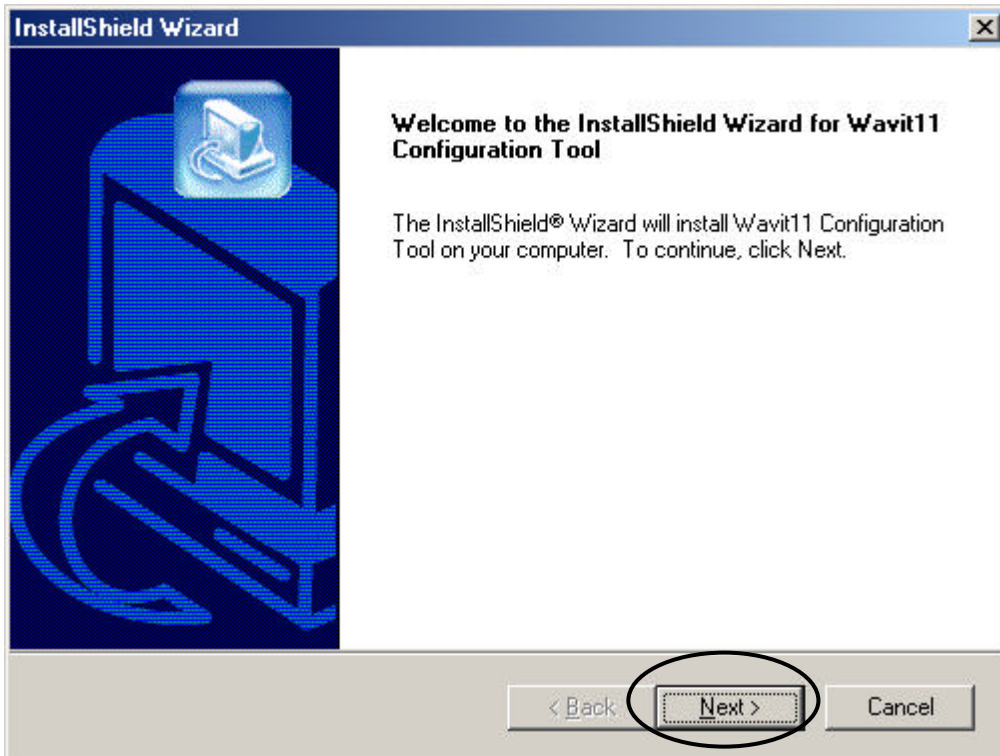 InstallShield Wizard
Welcome to the InstallShield Wizard for Wavit11
Configuration Tool
The InstallShield® Wizard will install Wavit11 Configuration
Tool on your computer.  To continue, click Next.
< Back Next > Cancel